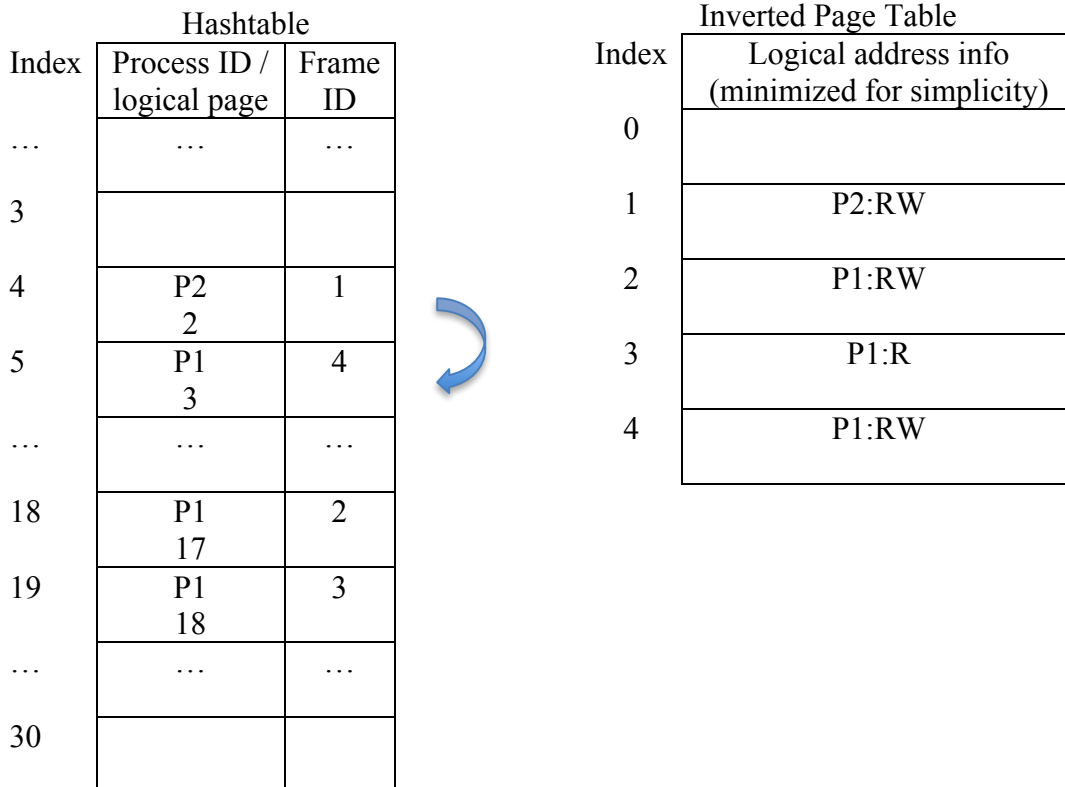 Hashtable
Index Process ID / Frame
logical page ID
… … …
3
4 P2 1
2
5 P1 4
3
… … …
18 P1 2
17
19 P1 3
18
… … …
30
Inverted Page Table
Index Logical address info
(minimized for simplicity)
0
1 P2:RW
2 P1:RW
3 P1:R
4 P1:RW